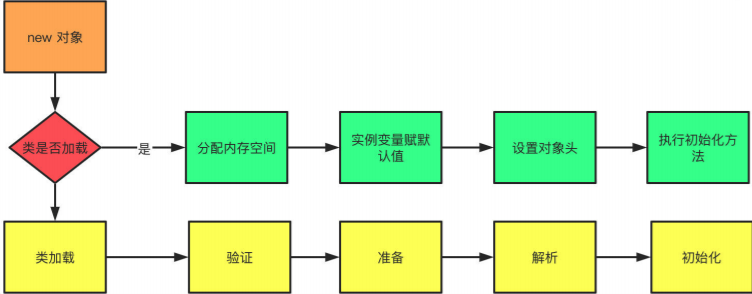 new 对象
类是否加载
是
分配内存空间
实例变量赋默
认值
设置对象头
执行初始化方
法
类加载
验证
准备
解析
初始化